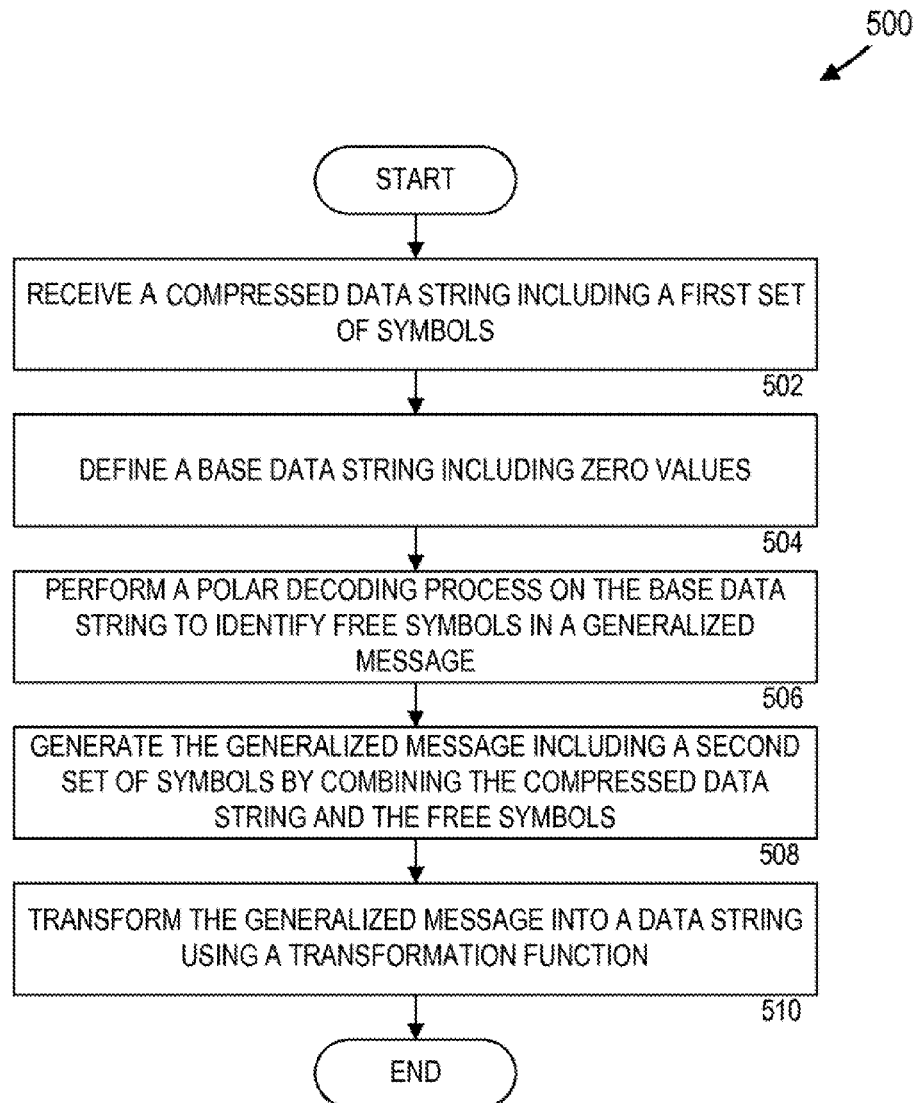 500
START
RECEIVE A COMPRESSED DATA STRING INCLUDING A FIRST SET
OF SYMBOLS
502
DEFINE A BASE DATA STRING INCLUDING ZERO VALUES
504
PERFORM A POLAR DECODING PROCESS ON THE BASE DATA
STRING TO IDENTIFY FREE SYMBOLS IN A GENERALIZED
MESSAGE
506
GENERATE THE GENERALIZED MESSAGE INCLUDING A SECOND
SET OF SYMBOLS BY COMBINING THE COMPRESSED DATA
STRING AND THE FREE SYMBOLS
508
TRANSFORM THE GENERALIZED MESSAGE INTO A DATA STRING
USING A TRANSFORMATION FUNCTION
510
END